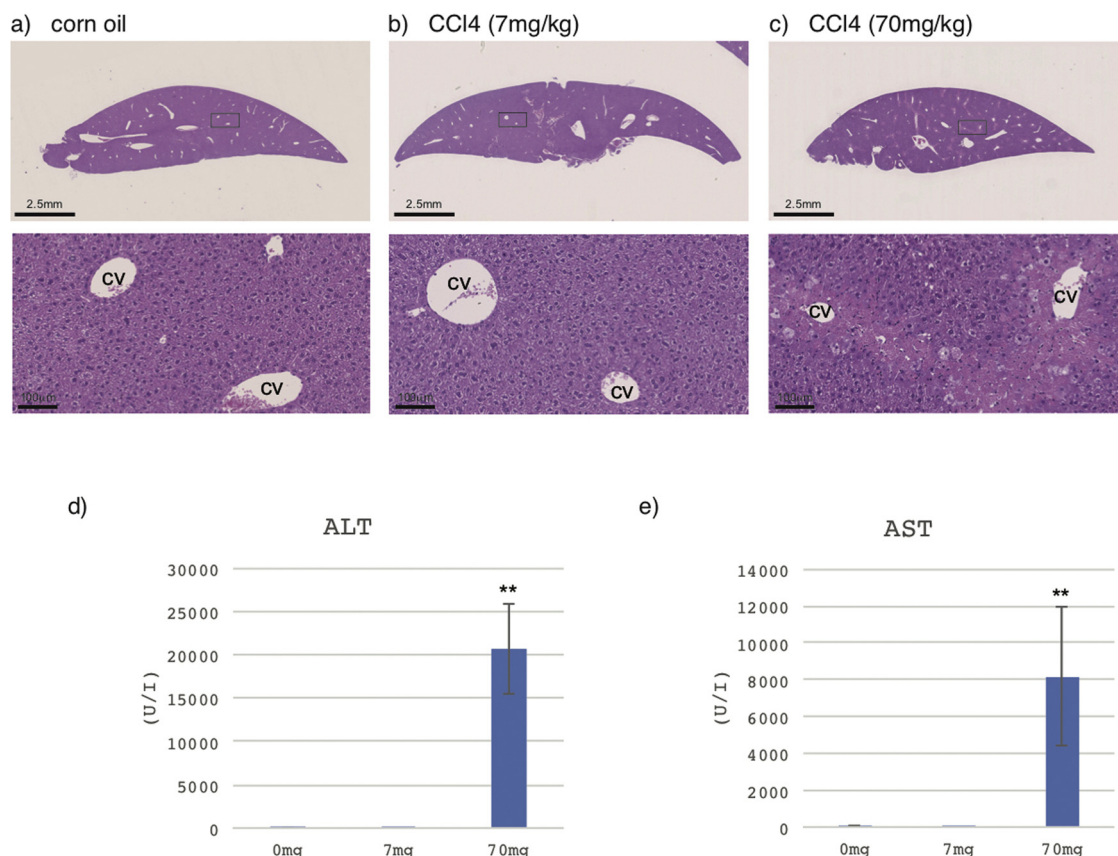 a) corn oil
b) CCl4 (7mg/kg)
c) CCl4 (70mg/kg)
2.5mm
2.5mm
2.5mm
CV
CV
100μm
CV
CV
100μm
CV
CV
100μm
d)
ALT
30000
25000
20000
15000
10000
5000
0
(U/I)
**
0mg
7mg
70mg
e)
AST
14000
12000
10000
8000
6000
4000
2000
0
(U/I)
**
0mg
7mg
70mg